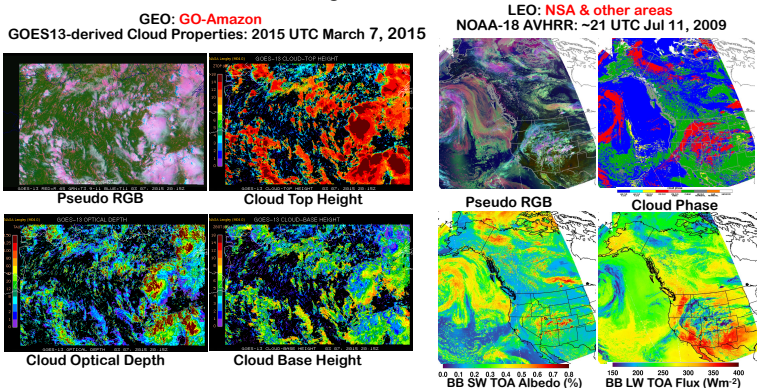 GEO: GO-Amazon
GOES13-derived Cloud Properties: 2015 UTC March 7, 2015
GOES-13 CLOUD-TOP HEIGHT
Pseudo RGB
Cloud Top Height
GOES-13 OPTICAL DEPTH
GOES-13 CLOUD-BASE HEIGHT
Cloud Optical Depth
Cloud Base Height
LEO: NSA & other areas
NOAA-18 AVHRR: ~21 UTC Jul 11, 2009
Pseudo RGB
Cloud Phase
0.0 0.1 0.2 0.3 0.4 0.5 0.6 0.7 0.8
BB SW TOA Albedo (%)
150 200 250 300 350 400
BB LW TOA Flux (Wm-2)